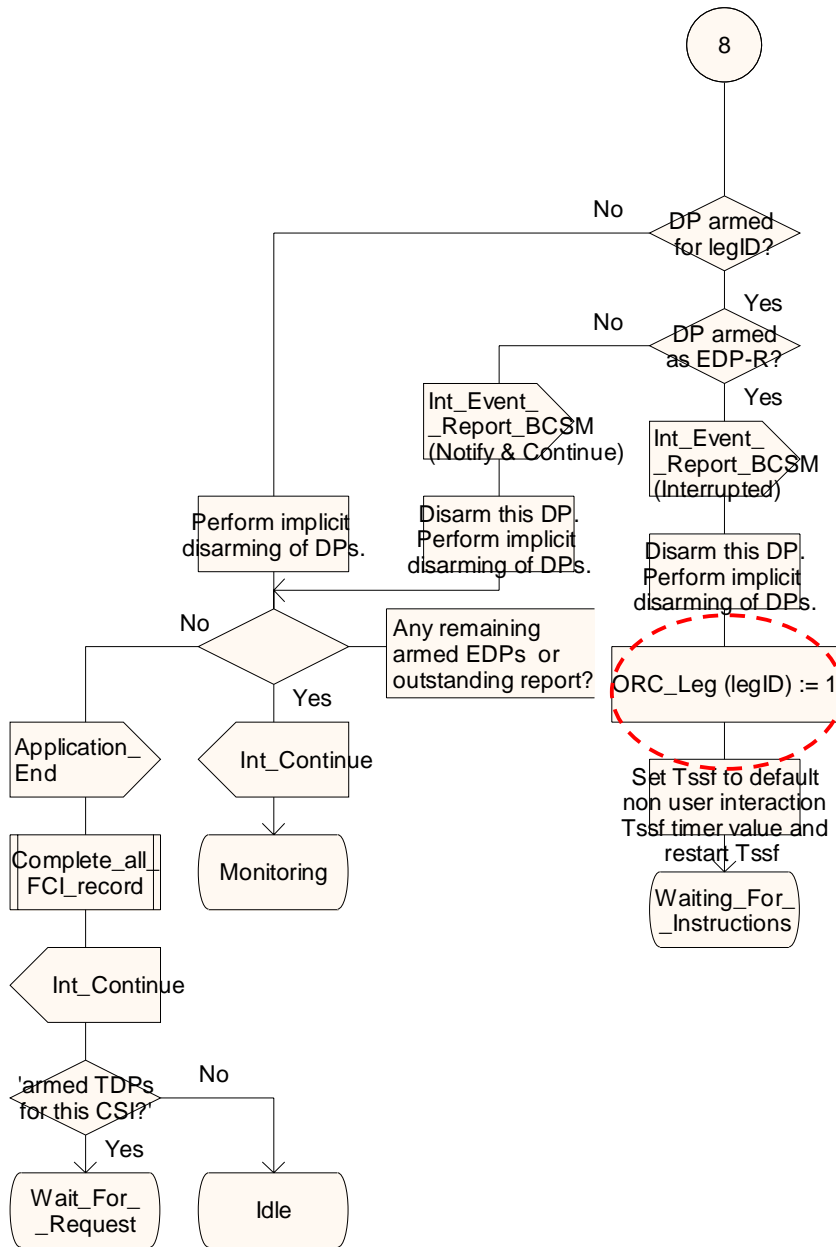 8
No
DP armed
for legID?
Yes
No
DP armed
as EDP-R?
Yes
Int_Event_
_Report_BCSM
(Notify & Continue)
Int_Event_
_Report_BCSM
(Interrupted)
Perform implicit
disarming of DPs.
Disarm this DP.
Perform implicit
disarming of DPs.
Disarm this DP.
Perform implicit
disarming of DPs.
No
Any remaining
armed EDPs or
outstanding report?
Yes
ORC_Leg (legID) := 1
Application_
End
Int_Continue
Set Tssf to default
non user interaction
Tssf timer value and
restart Tssf
Complete_all_
FCI_record
Monitoring
Waiting_For_
_Instructions
Int_Continue
'armed TDPs
for this CSI?'
No
Yes
Wait_For_
_Request
Idle